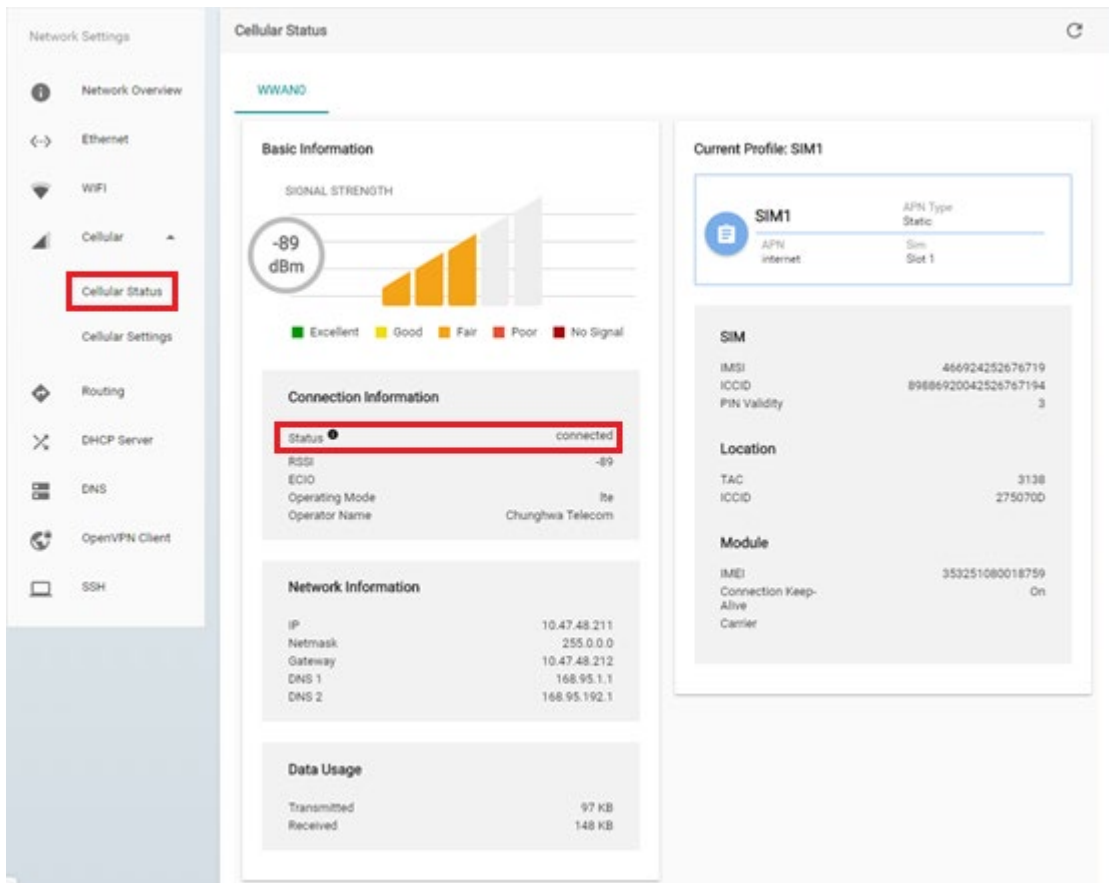 Network Settings
Network Overview
Ethernet
WIFI
Cellular
Cellular Status
Cellular Settings
Routing
DHCP Server
DNS
OpenVPN Client
SSH
Cellular Status
WWAN0
Basic Information
SIGNAL STRENGTH
-89
dBm
Excellent Good Fair Poor No Signal
Connection Information
Status connected
RSSI -89
ECIO
Operating Mode lte
Operator Name Chunghwa Telecom
Network Information
IP 10.47.48.211
Netmask 255.0.0.0
Gateway 10.47.48.212
DNS 1 168.95.1.1
DNS 2 168.95.192.1
Data Usage
Transmitted 97 KB
Received 148 KB
Current Profile: SIM1
SIM1
APN Type
Static
APN
internet
Sim
Slot 1
SIM
IMSI 466924252676719
ICCID 89886920042526767194
PIN Validity 3
Location
TAC 3138
ICCID 275070D
Module
IMEI 353251080018759
Connection Keep- On
Alive
Carrier